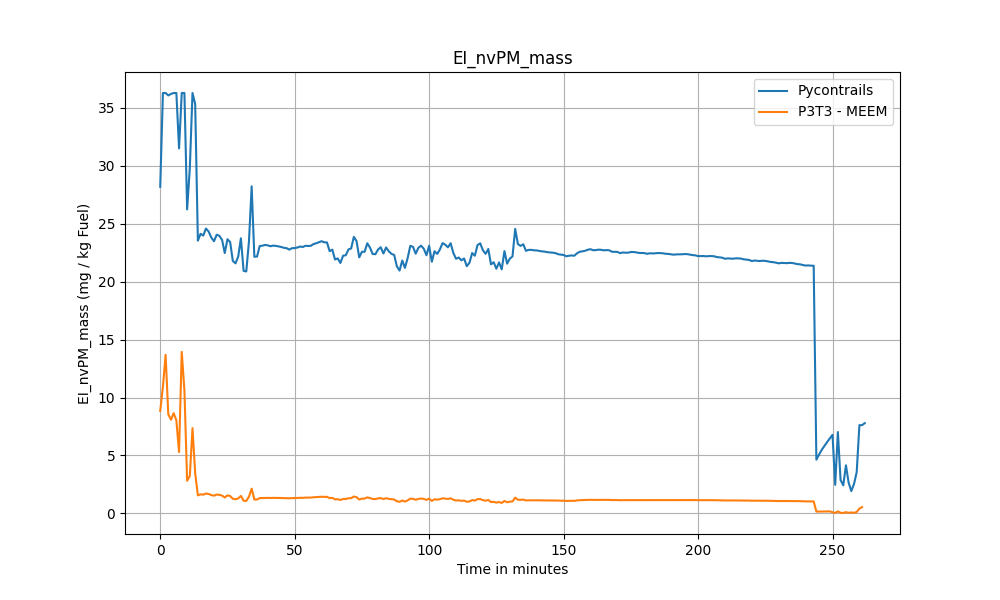 EI_nvPM_mass
Pycontrails
P3T3 - MEEM
EI_nvPM_mass (mg / kg Fuel)
35
30
25
20
15
10
5
0
0 50 100 150 200 250
Time in minutes